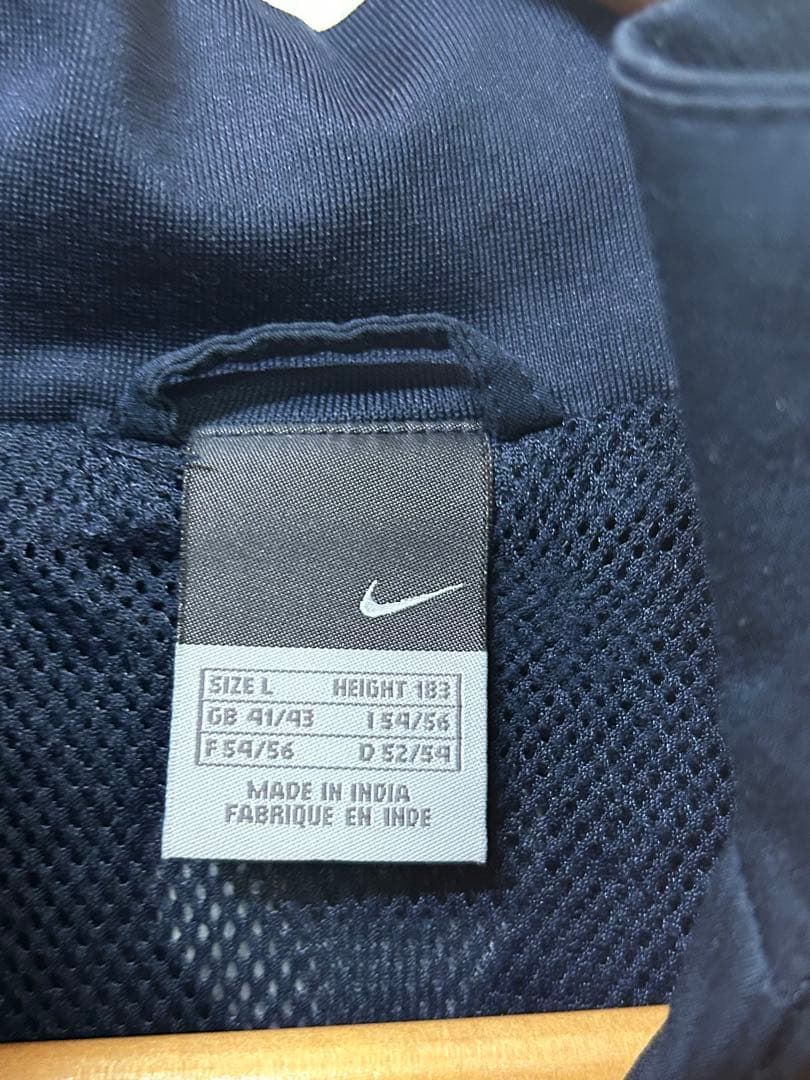 SIZE L HEIGHT 183
GB 41/43 I 54/56
F 54/56 D 52/54
MADE IN INDIA
FABRIQUE EN INDE